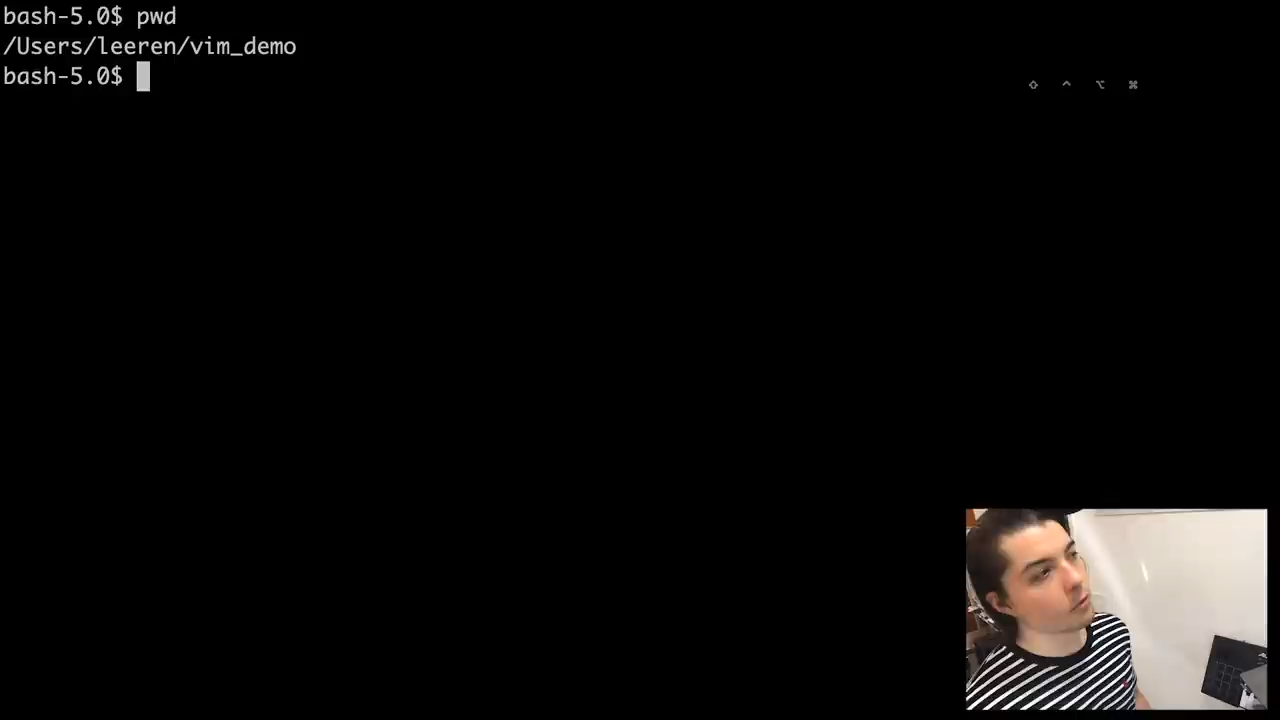 bash-5.0$ pwd
/Users/leeren/vim_demo
bash-5.0$
⇧ ^ ⌥ ⌘